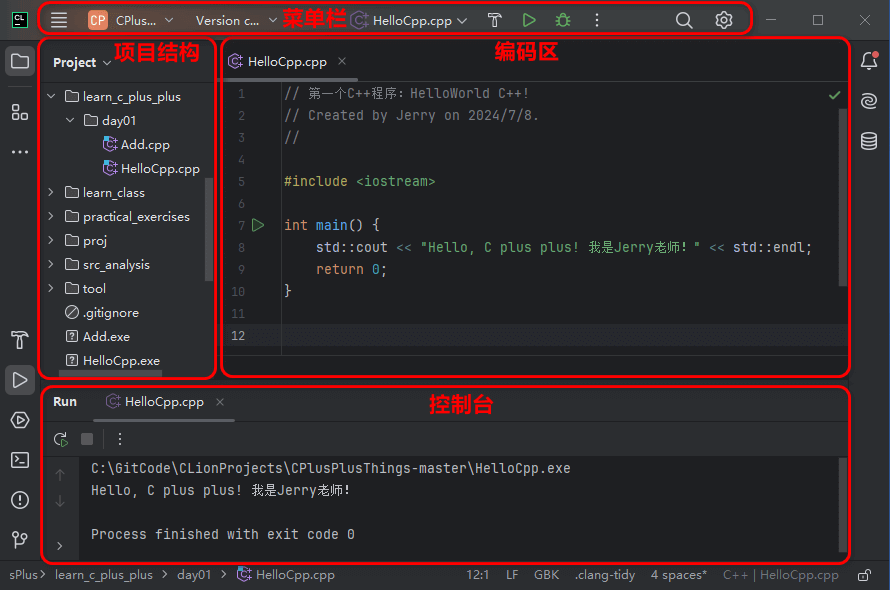 CL
CP CPlus... Version c... 菜单栏 HelloCpp.cpp
项目结构
编码区
Project
HelloCpp.cpp
learn_c_plus_plus
day01
Add.cpp
HelloCpp.cpp
learn_class
practical_exercises
proj
src_analysis
tool
.gitignore
Add.exe
HelloCpp.exe
1 // 第一个C++程序：HelloWorld C++!
2 // Created by Jerry on 2024/7/8.
3 //
4
5 #include <iostream>
6
7 int main() {
8 std::cout << "Hello, C plus plus! 我是Jerry老师！" << std::endl;
9 return 0;
10 }
11
12
控制台
Run HelloCpp.cpp
C:\GitCode\CLionProjects\CPlusPlusThings-master\HelloCpp.exe
Hello, C plus plus! 我是Jerry老师！
Process finished with exit code 0
sPlus > learn_c_plus_plus > day01 > HelloCpp.cpp 12:1 LF GBK .clang-tidy 4 spaces* C++ | HelloCpp.cpp